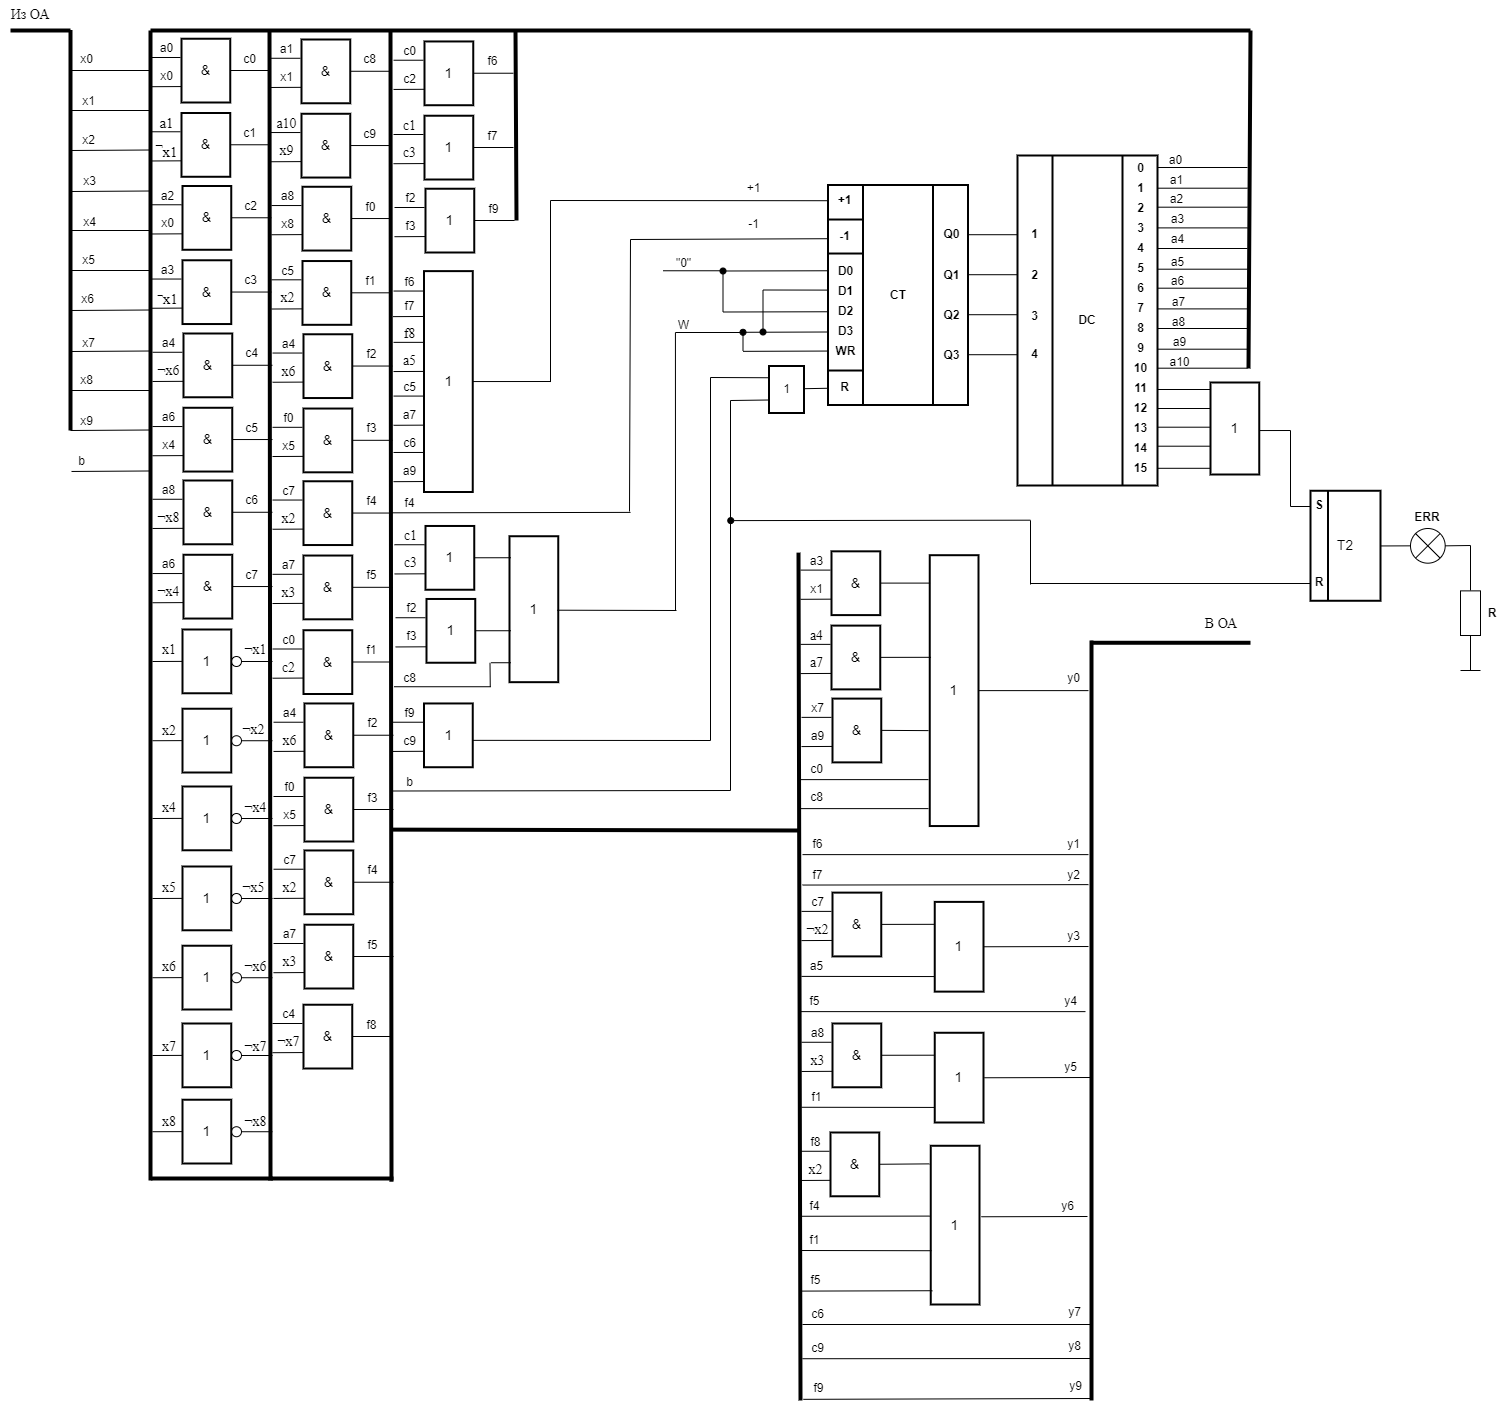 Из ОА
x0
x1
x2
x3
x4
x5
x6
x7
x8
x9
b
a0
x0
&
c0
a1
¬x1
&
c1
a2
x0
&
c2
a3
¬x1
&
c3
a4
¬x6
&
c4
a6
x4
&
c5
a8
¬x8
&
c6
a6
¬x4
&
c7
x1
1
¬x1
x2
1
¬x2
x4
1
¬x4
x5
1
¬x5
x6
1
¬x6
x7
1
¬x7
x8
1
¬x8
a1
x1
&
c8
a10
x9
&
c9
a8
x8
&
f0
c5
x2
&
f1
a4
x6
&
f2
f0
x5
&
f3
c7
x2
&
f4
a7
x3
&
f5
c0
c2
&
f1
a4
x6
&
f2
f0
x5
&
f3
c7
x2
&
f4
a7
x3
&
f5
c4
¬x7
&
f8
c0
c2
1
f6
c1
c3
1
f7
f2
f3
1
f9
f6
f7
f8
a5
c5
a7
c6
a9
1
f4
c1
c3
1
f2
f3
1
c8
1
f9
c9
1
b
+1
-1
"0"
W
1
+1
-1
D0
D1
D2
D3
WR
R
CT
Q0
Q1
Q2
Q3
1
2
3
4
DC
0
1
2
3
4
5
6
7
8
9
10
11
12
13
14
15
a0
a1
a2
a3
a4
a5
a6
a7
a8
a9
a10
1
S
R
T2
ERR
R
В ОА
a3
x1
&
a4
a7
&
x7
a9
&
c0
c8
1
y0
f6
y1
f7
y2
c7
¬x2
&
a5
1
y3
f5
y4
a8
x3
&
f1
1
y5
f8
x2
&
f4
f1
f5
1
y6
c6
y7
c9
y8
f9
y9